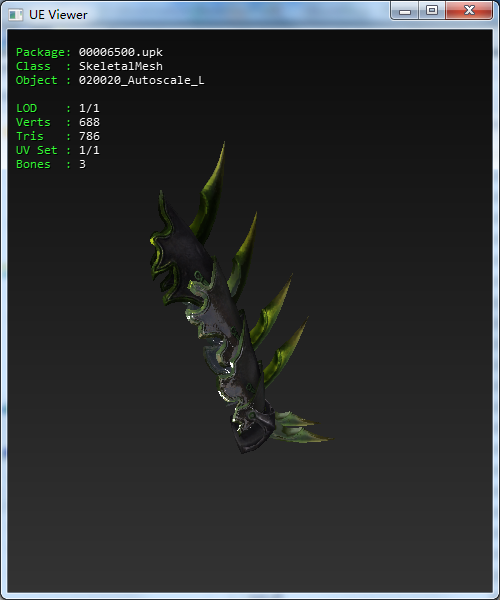 UE Viewer
Package: 00006500.upk
Class  : SkeletalMesh
Object : 020020_Autoscale_L
LOD    : 1/1
Verts  : 688
Tris   : 786
UV Set : 1/1
Bones  : 3